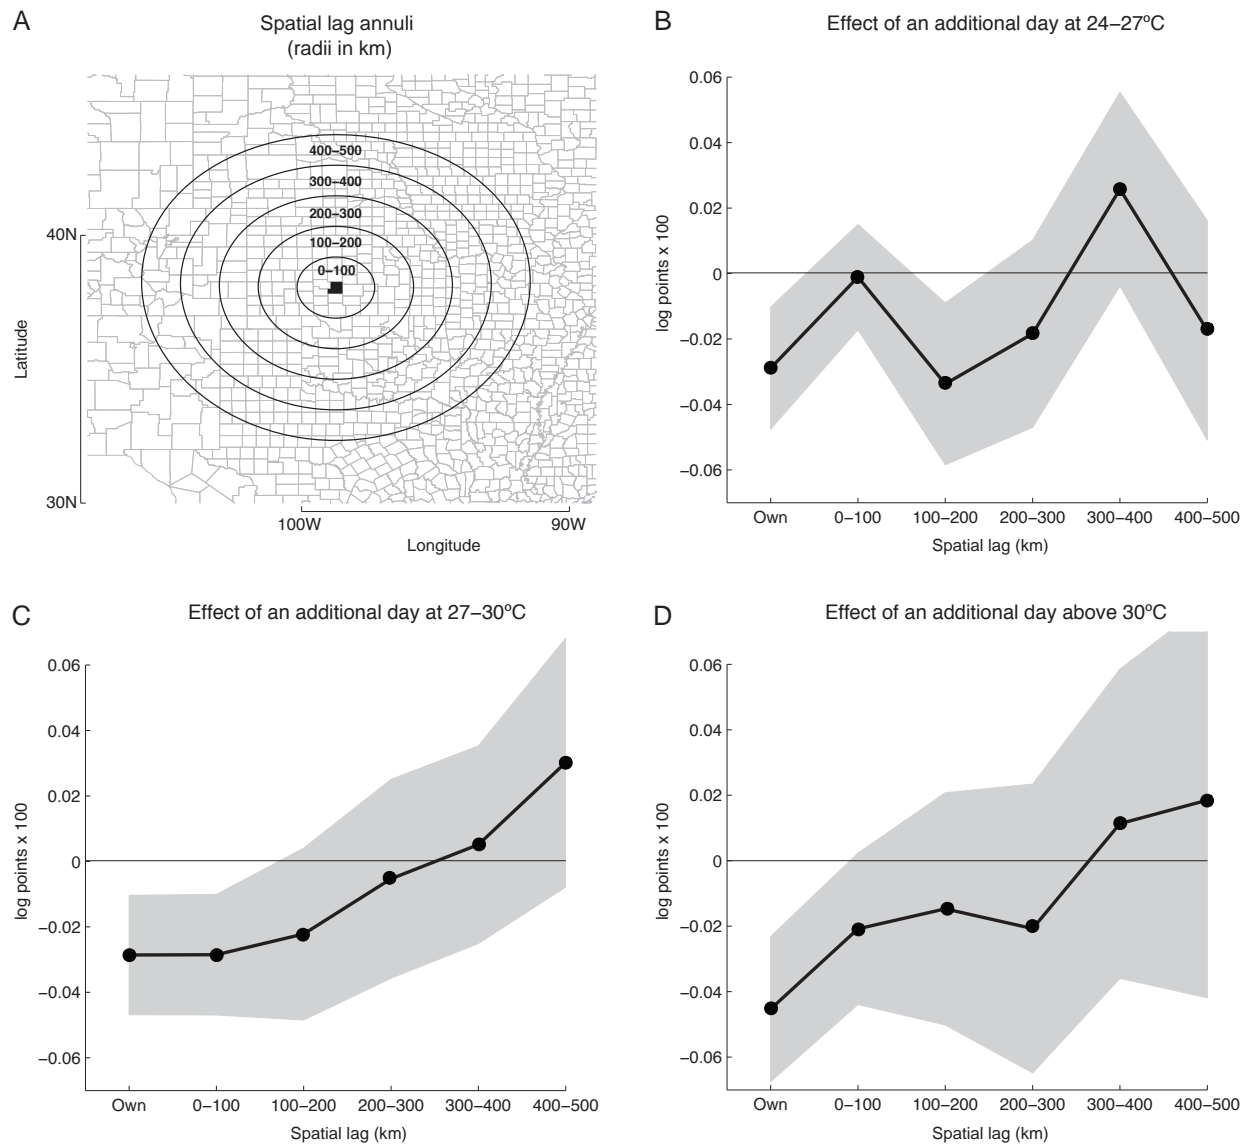 A
Spatial lag annuli
(radii in km)
400–500
300–400
200–300
100–200
0–100
40N
30N
Latitude
100W
90W
Longitude
B
Effect of an additional day at 24–27ºC
0.06
0.04
0.02
0
–0.02
–0.04
–0.06
log points x 100
Own
0–100
100–200
200–300
300–400
400–500
Spatial lag (km)
C
Effect of an additional day at 27–30ºC
0.06
0.04
0.02
0
–0.02
–0.04
–0.06
log points x 100
Own
0–100
100–200
200–300
300–400
400–500
Spatial lag (km)
D
Effect of an additional day above 30ºC
0.06
0.04
0.02
0
–0.02
–0.04
–0.06
log points x 100
Own
0–100
100–200
200–300
300–400
400–500
Spatial lag (km)